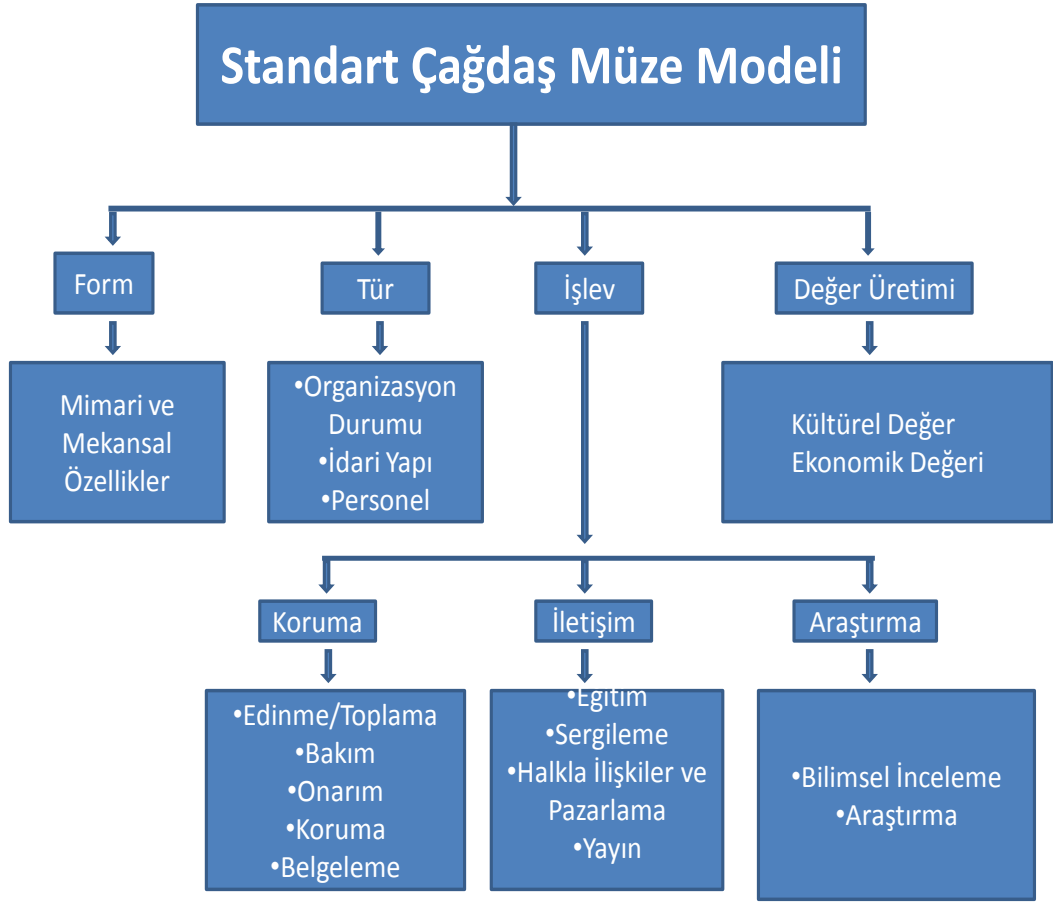 Standart Çağdaş Müze Modeli
Form
Tür
İşlev
Değer Üretimi
Mimari ve
Mekansal
Özellikler
•Organizasyon
Durumu
•İdari Yapı
•Personel
Kültürel Değer
Ekonomik Değeri
Koruma
İletişim
Araştırma
•Edinme/Toplama
•Bakım
•Onarım
•Koruma
•Belgeleme
•Eğitim
•Sergileme
•Halkla İlişkiler ve
Pazarlama
•Yayın
•Bilimsel İnceleme
•Araştırma